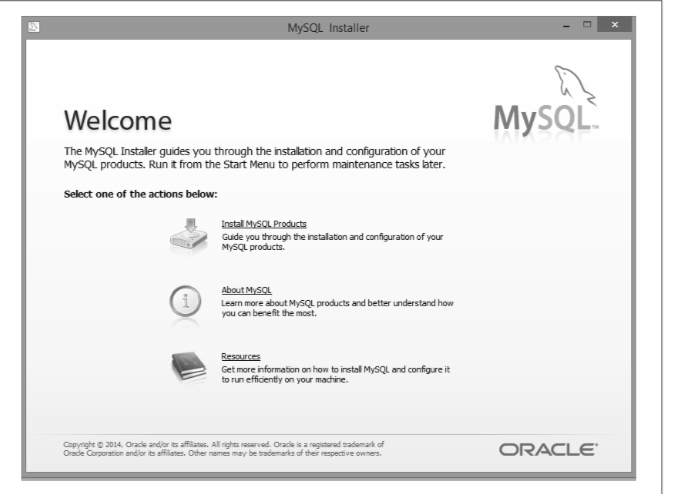 MySQL Installer
MySQL™
Welcome
The MySQL Installer guides you through the installation and configuration of your
MySQL products. Run it from the Start Menu to perform maintenance tasks later.
Select one of the actions below:
Install MySQL Products
Guide you through the installation and configuration of your
MySQL products.
About MySQL
Learn more about MySQL products and better understand how
you can benefit the most.
Resources
Get more information on how to install MySQL and configure it
to run efficiently on your machine.
Copyright © 2014, Oracle and/or its affiliates. All rights reserved. Oracle is a registered trademark of
Oracle Corporation and/or its affiliates. Other names may be trademarks of their respective owners.
ORACLE®